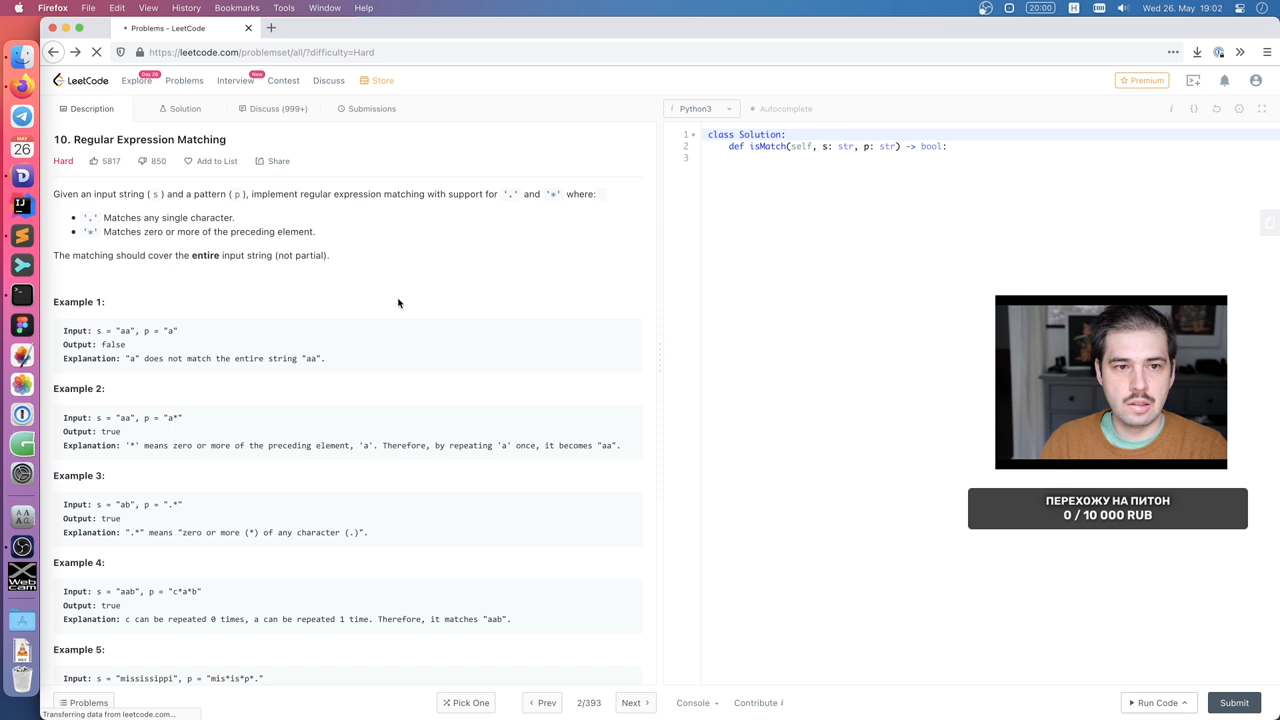 Firefox File Edit View History Bookmarks Tools Window Help
20:00 Wed 26. May 19:02
Problems - LeetCode
https://leetcode.com/problemset/all/?difficulty=Hard
LeetCode Explore Day 26 Problems Interview New Contest Discuss Store Premium
Description Solution Discuss (999+) Submissions
Python3 Autocomplete
10. Regular Expression Matching
Hard 5817 850 Add to List Share
Given an input string ( s ) and a pattern ( p ), implement regular expression matching with support for '.' and '*' where:
'.' Matches any single character.
'*' Matches zero or more of the preceding element.
The matching should cover the entire input string (not partial).
Example 1:
Input: s = "aa", p = "a"
Output: false
Explanation: "a" does not match the entire string "aa".
Example 2:
Input: s = "aa", p = "a*"
Output: true
Explanation: '*' means zero or more of the preceding element, 'a'. Therefore, by repeating 'a' once, it becomes "aa".
Example 3:
Input: s = "ab", p = ".*"
Output: true
Explanation: ".*" means "zero or more (*) of any character (.)".
Example 4:
Input: s = "aab", p = "c*a*b"
Output: true
Explanation: c can be repeated 0 times, a can be repeated 1 time. Therefore, it matches "aab".
Example 5:
Input: s = "mississippi", p = "mis*is*p*."
1 class Solution:
2 def isMatch(self, s: str, p: str) -> bool:
3
ПЕРЕХОЖУ НА ПИТОН
0 / 10 000 RUB
Problems Pick One Prev 2/393 Next Console Contribute i Run Code Submit
Transferring data from leetcode.com...
MAY
26